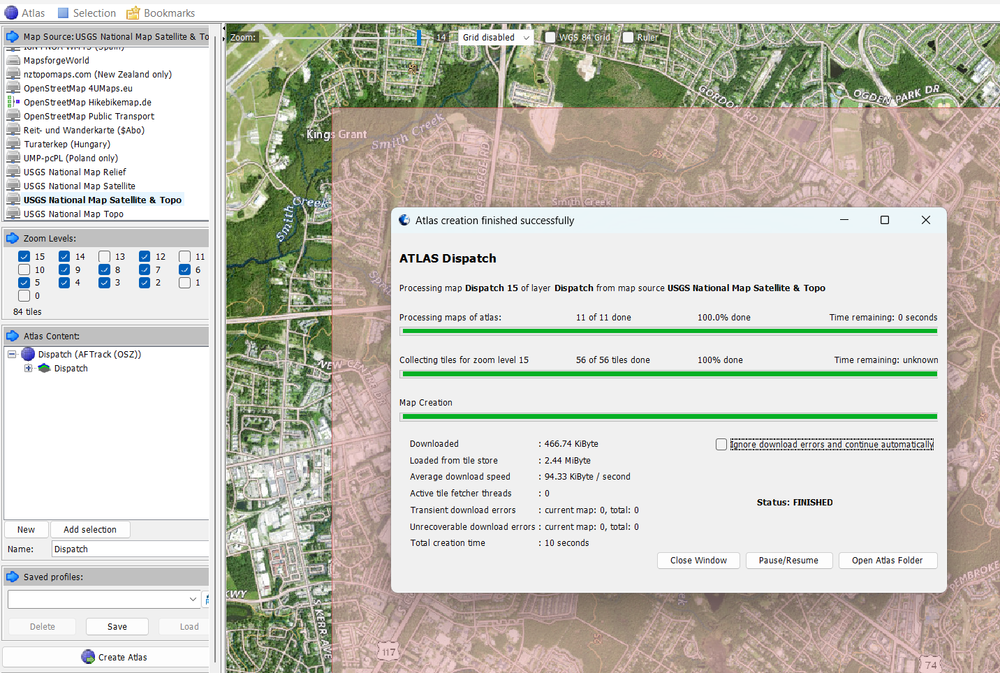 Atlas Selection Bookmarks
Map Source: USGS National Map Satellite & To
IGN PNOA WMTS (Spain)
MapsforgeWorld
nztopomaps.com (New Zealand only)
OpenStreetMap 4UMaps.eu
OpenStreetMap Hikebikemap.de
OpenStreetMap Public Transport
Reit- und Wanderkarte ($Abo)
Turaterkep (Hungary)
UMP-pcPL (Poland only)
USGS National Map Relief
USGS National Map Satellite
USGS National Map Satellite & Topo
USGS National Map Topo
Zoom Levels:
15 14 13 12 11
10 9 8 7 6
5 4 3 2 1
0
84 tiles
Atlas Content:
Dispatch (AFTrack (OSZ))
Dispatch
New Add selection
Name: Dispatch
Saved profiles:
Delete Save Load
Create Atlas
Zoom: 14 Grid disabled WGS 84 Grid Ruler
GORDON RD
OGDEN PARK DR
Kings Grant
Smith Creek
COLLEGE RD
25
Smith Creek
Smith Creek
NEW CENTRE DR
KWY
S KERR AVE
117
25
Creek
PEMBROKE
74
Atlas creation finished successfully
ATLAS Dispatch
Processing map Dispatch 15 of layer Dispatch from map source USGS National Map Satellite & Topo
Processing maps of atlas: 11 of 11 done 100.0% done Time remaining: 0 seconds
Collecting tiles for zoom level 15 56 of 56 tiles done 100% done Time remaining: unknown
Map Creation
Downloaded : 466.74 KiByte
Ignore download errors and continue automatically
Loaded from tile store : 2.44 MiByte
Average download speed : 94.33 KiByte / second
Active tile fetcher threads : 0
Status: FINISHED
Transient download errors : current map: 0, total: 0
Unrecoverable download errors : current map: 0, total: 0
Total creation time : 10 seconds
Close Window Pause/Resume Open Atlas Folder